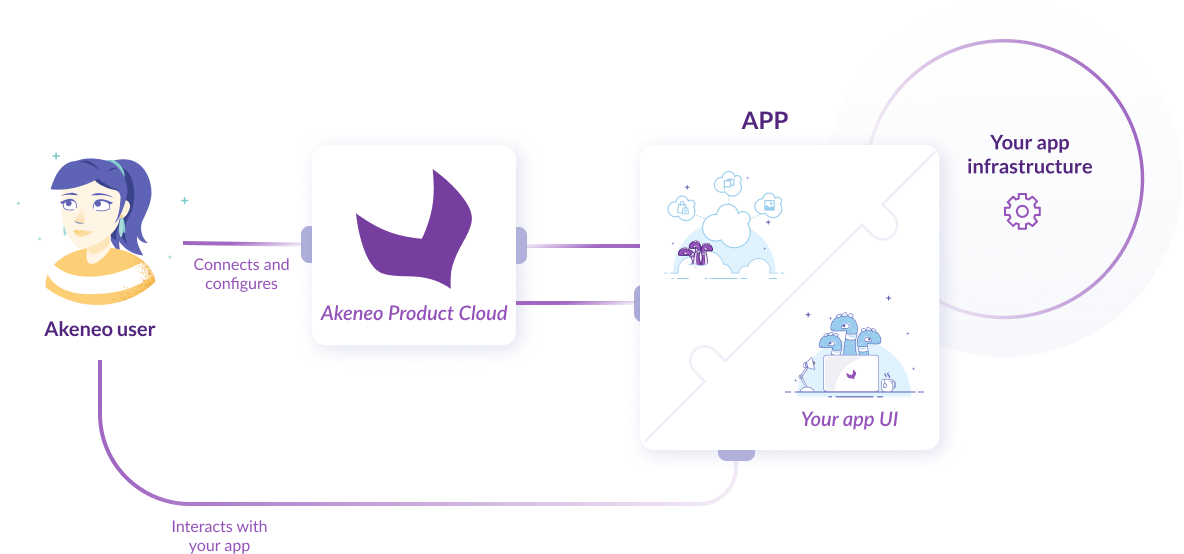 APP
Your app
infrastructure
Connects and
configures
Akeneo Product Cloud
Akeneo user
Your app UI
Interacts with
your app